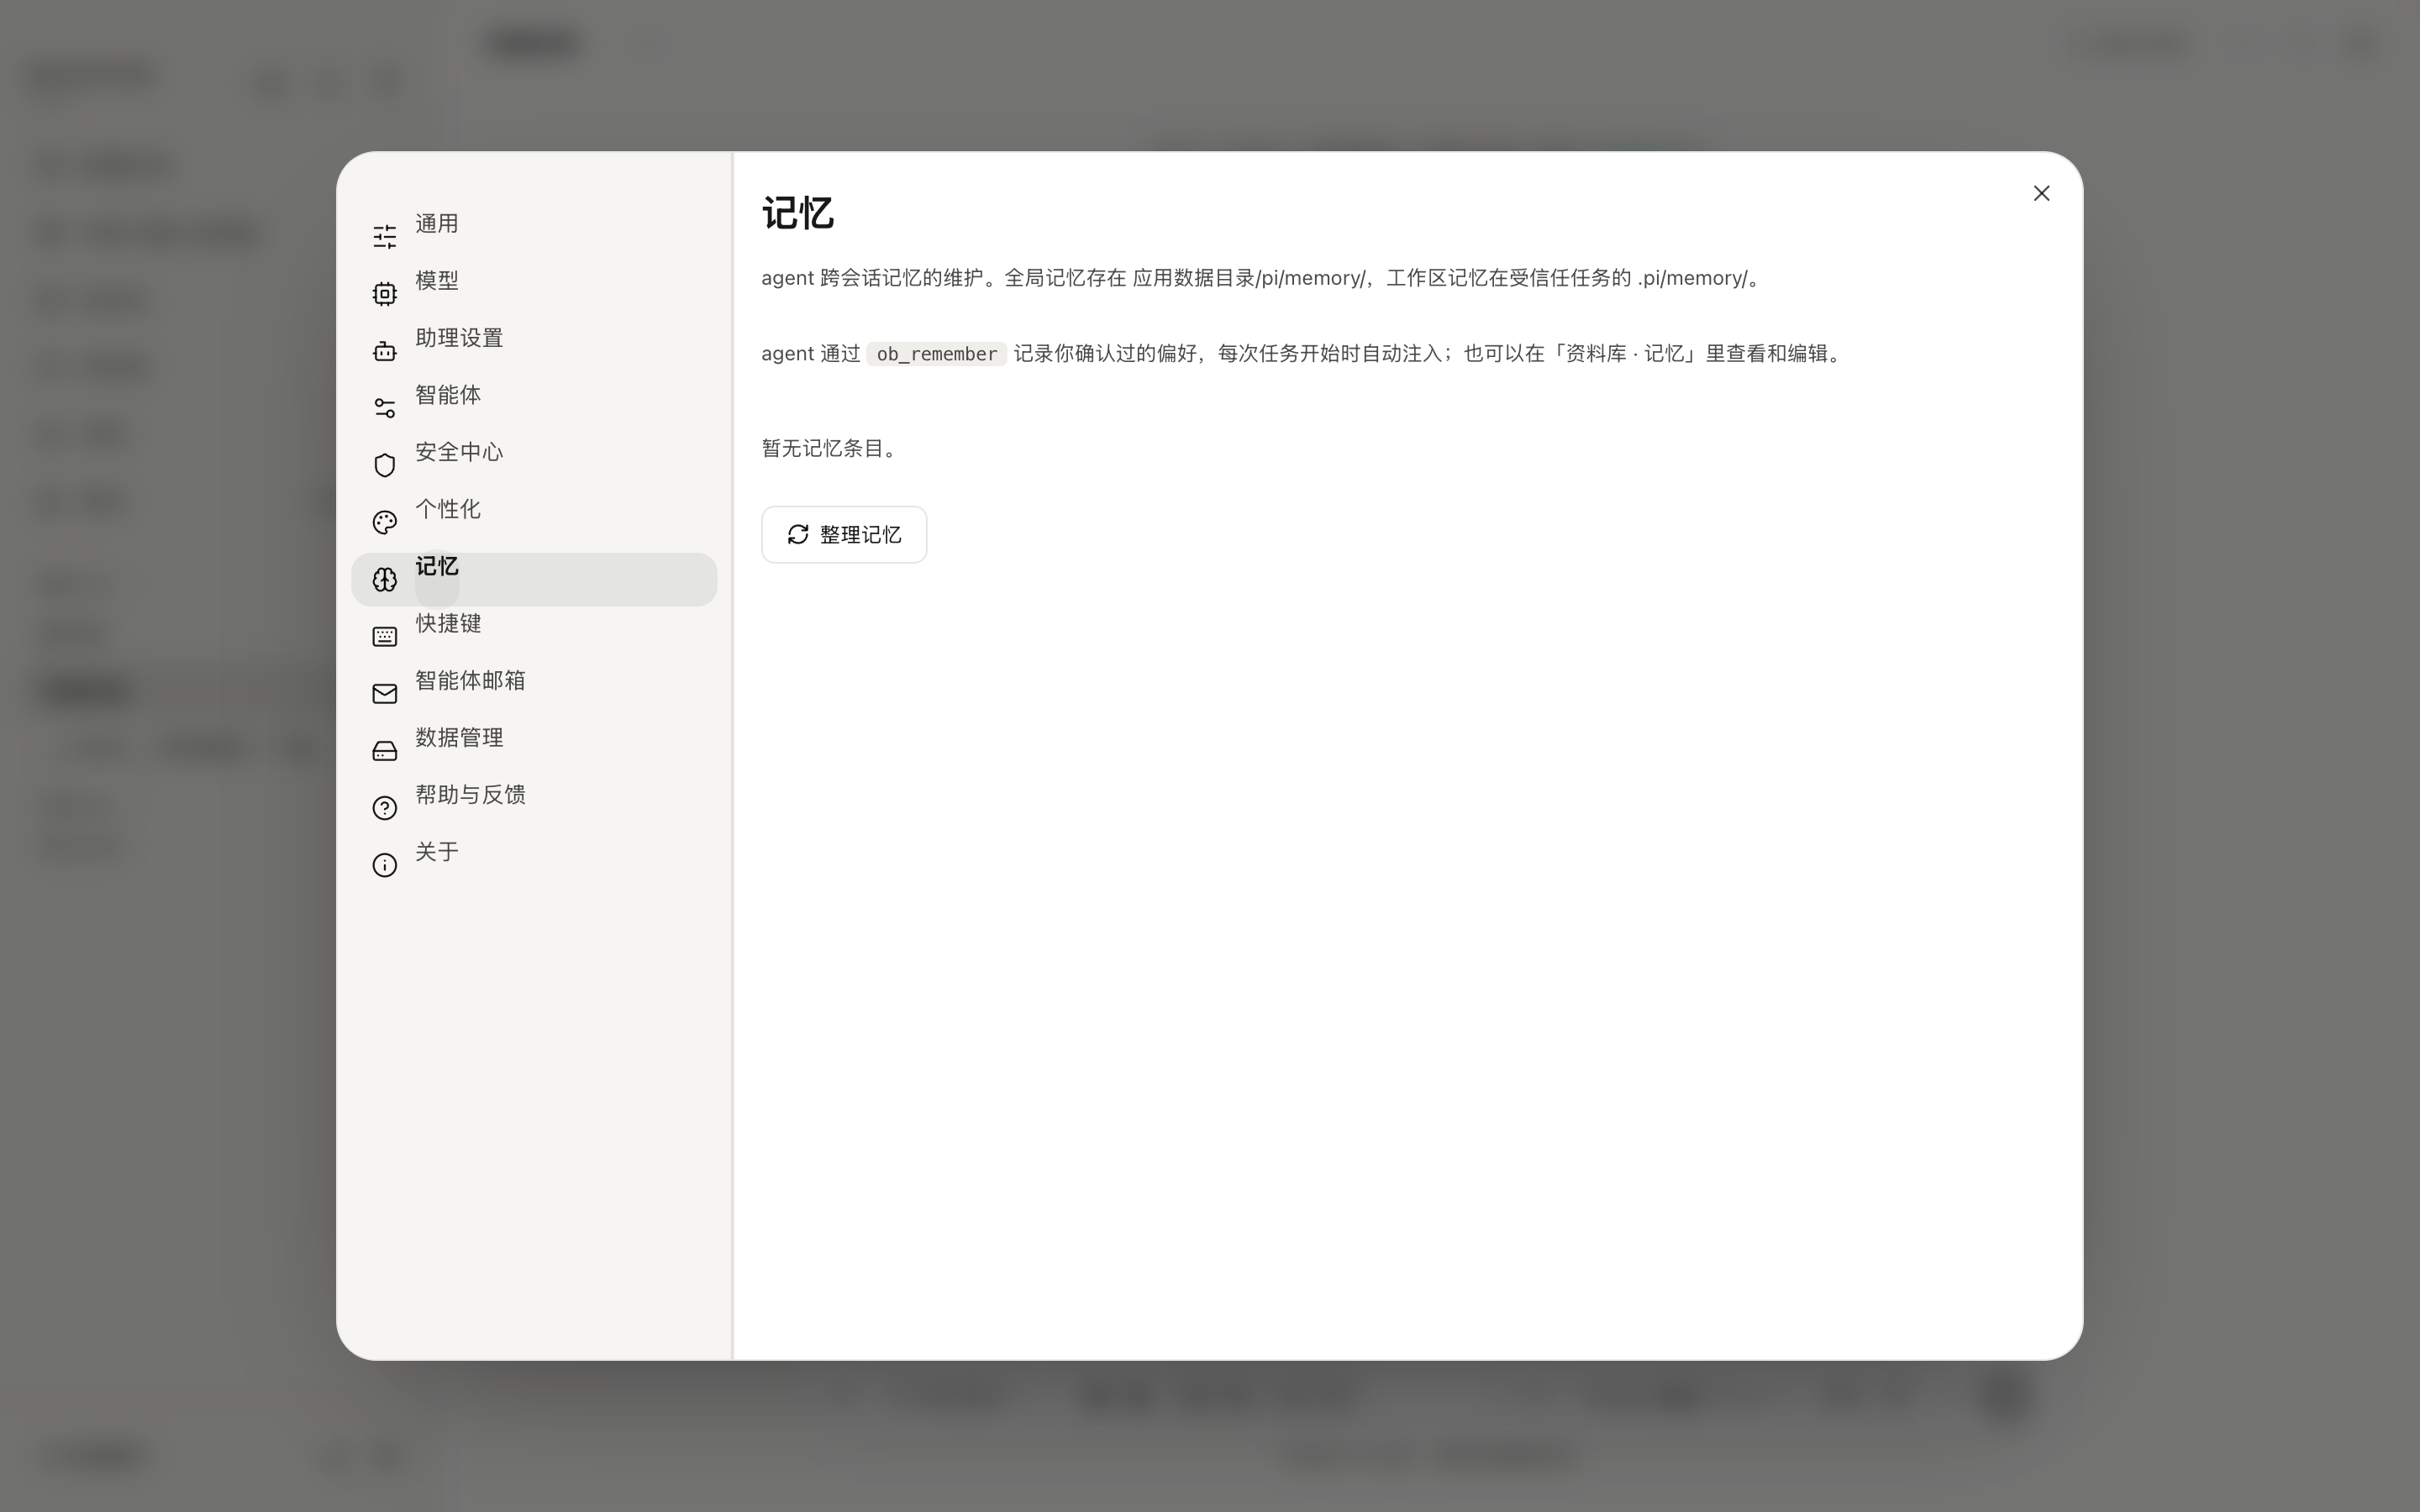 通用
模型
助理设置
智能体
安全中心
个性化
记忆
快捷键
智能体邮箱
数据管理
帮助与反馈
关于
记忆
agent 跨会话记忆的维护。全局记忆存在 应用数据目录/pi/memory/，工作区记忆在受信任任务的 .pi/memory/。
agent 通过 ob_remember 记录你确认过的偏好，每次任务开始时自动注入；也可以在「资料库 · 记忆」里查看和编辑。
暂无记忆条目。
整理记忆